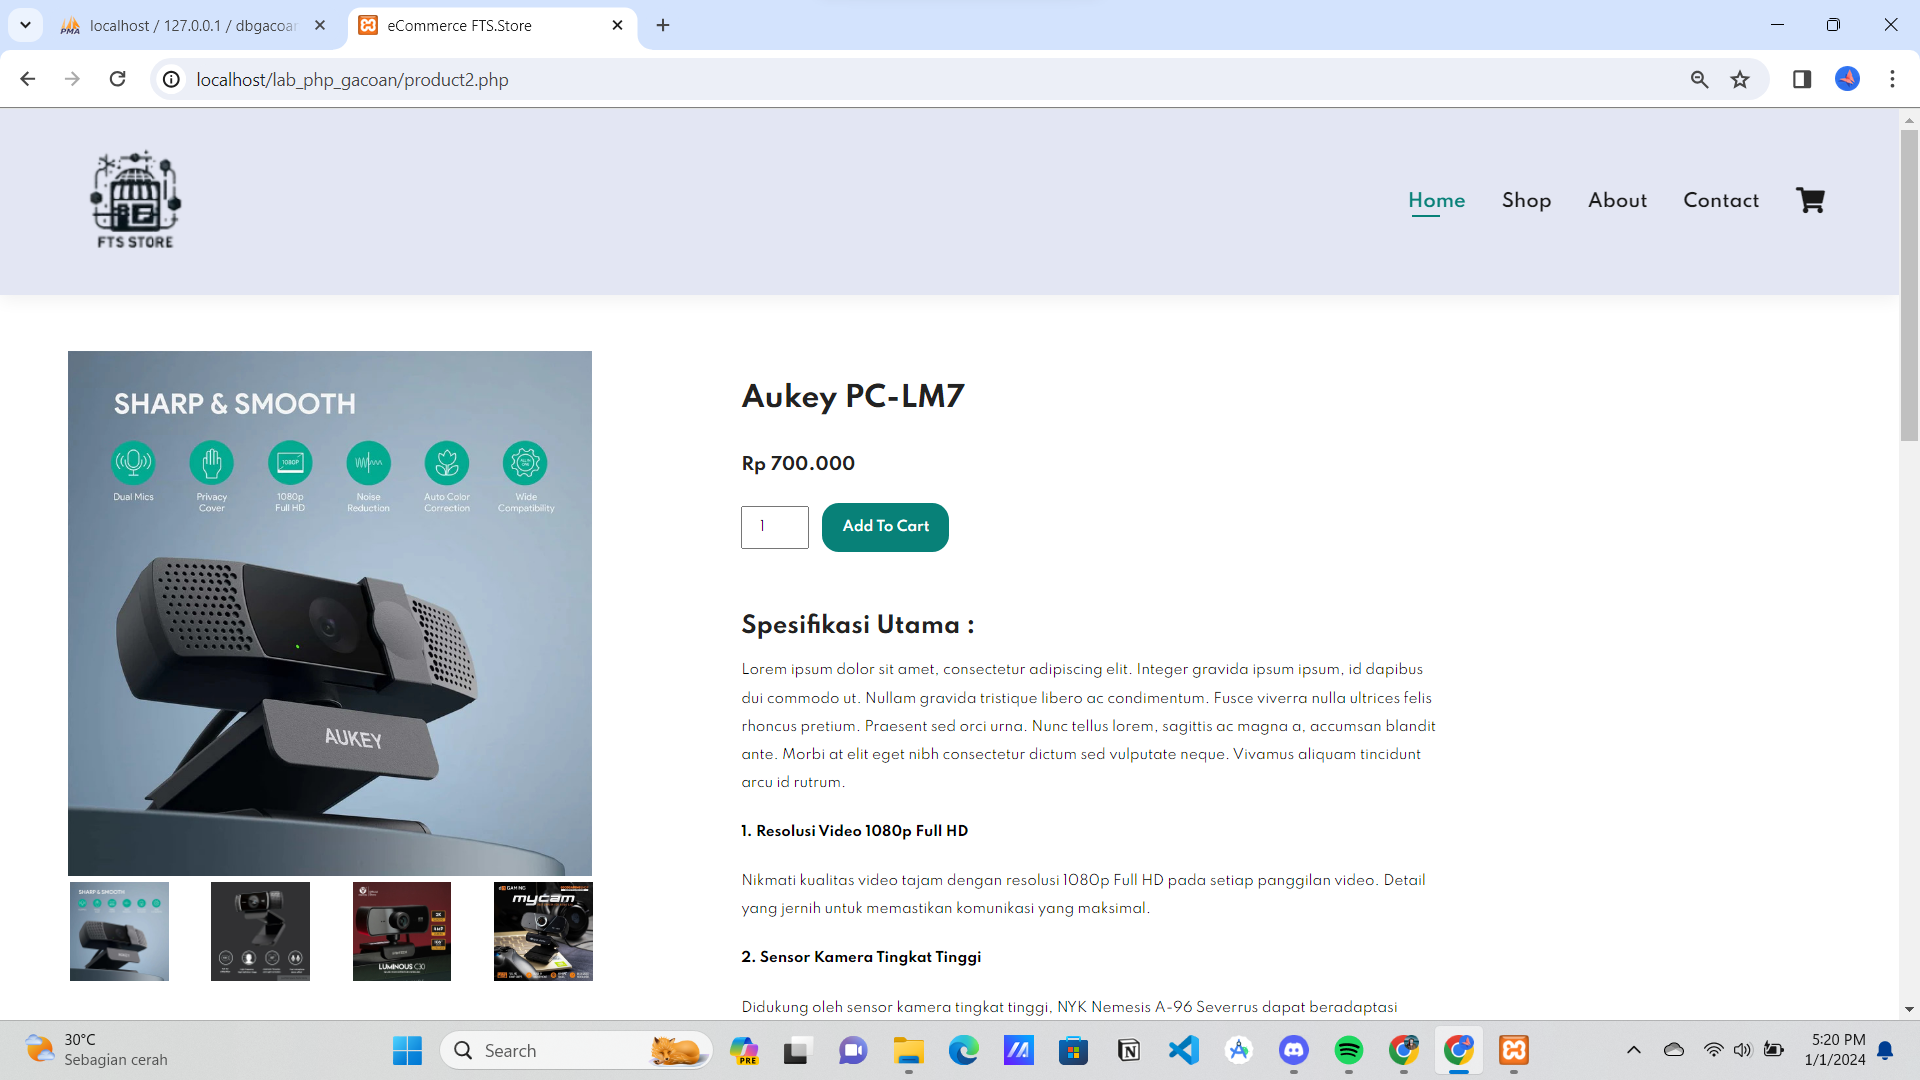 localhost / 127.0.0.1 / dbgacoan
eCommerce FTS.Store
localhost/lab_php_gacoan/product2.php
FTS STORE
Home
Shop
About
Contact
SHARP & SMOOTH
Dual Mics
Privacy
Cover
1080P
1080p
Full HD
Noise
Reduction
Auto Color
Correction
Wide
Compatibility
AUKEY
Aukey PC-LM7
Rp 700.000
1
Add To Cart
Spesifikasi Utama :
Lorem ipsum dolor sit amet, consectetur adipiscing elit. Integer gravida ipsum ipsum, id dapibus
dui commodo ut. Nullam gravida tristique libero ac condimentum. Fusce viverra nulla ultrices felis
rhoncus pretium. Praesent sed orci urna. Nunc tellus lorem, sagittis ac magna a, accumsan blandit
ante. Morbi at elit eget nibh consectetur dictum sed vulputate neque. Vivamus aliquam tincidunt
arcu id rutrum.
1. Resolusi Video 1080p Full HD
Nikmati kualitas video tajam dengan resolusi 1080p Full HD pada setiap panggilan video. Detail
yang jernih untuk memastikan komunikasi yang maksimal.
2. Sensor Kamera Tingkat Tinggi
Didukung oleh sensor kamera tingkat tinggi, NYK Nemesis A-96 Severrus dapat beradaptasi
SHARP & SMOOTH
LUMINOUS C30
GAMING
mycam
30°C
Sebagian cerah
Search
PRE
5:20 PM
1/1/2024